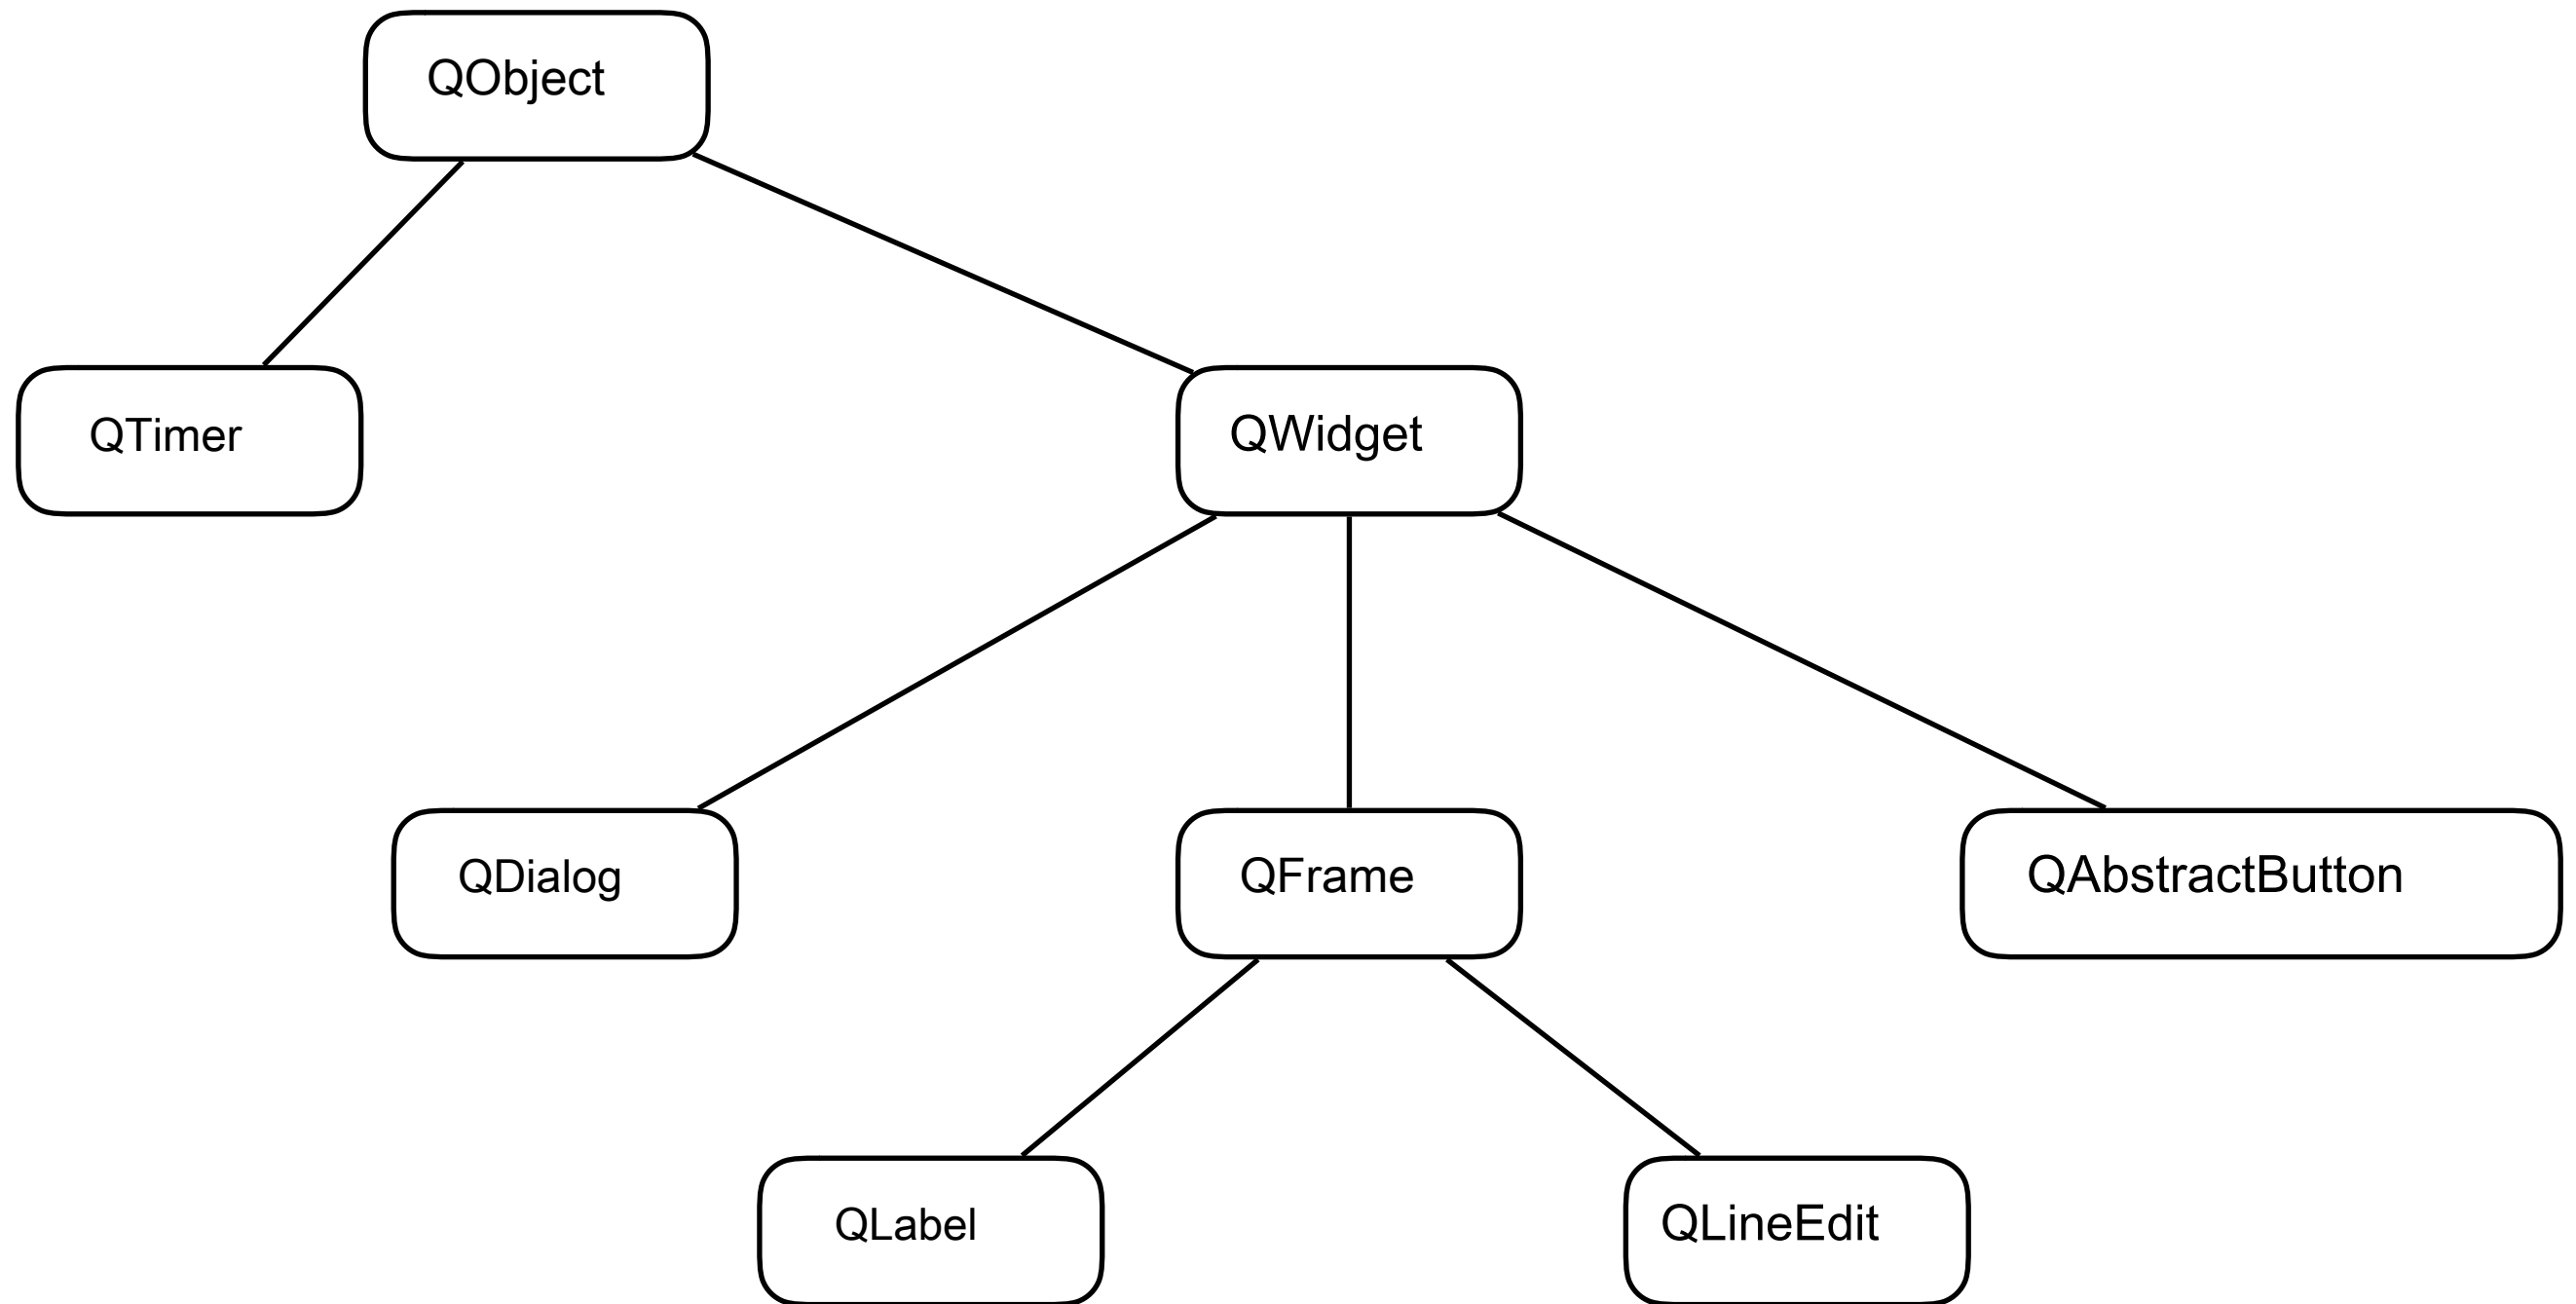 QObject
QTimer
QWidget
QDialog
QFrame
QAbstractButton
QLabel
QLineEdit